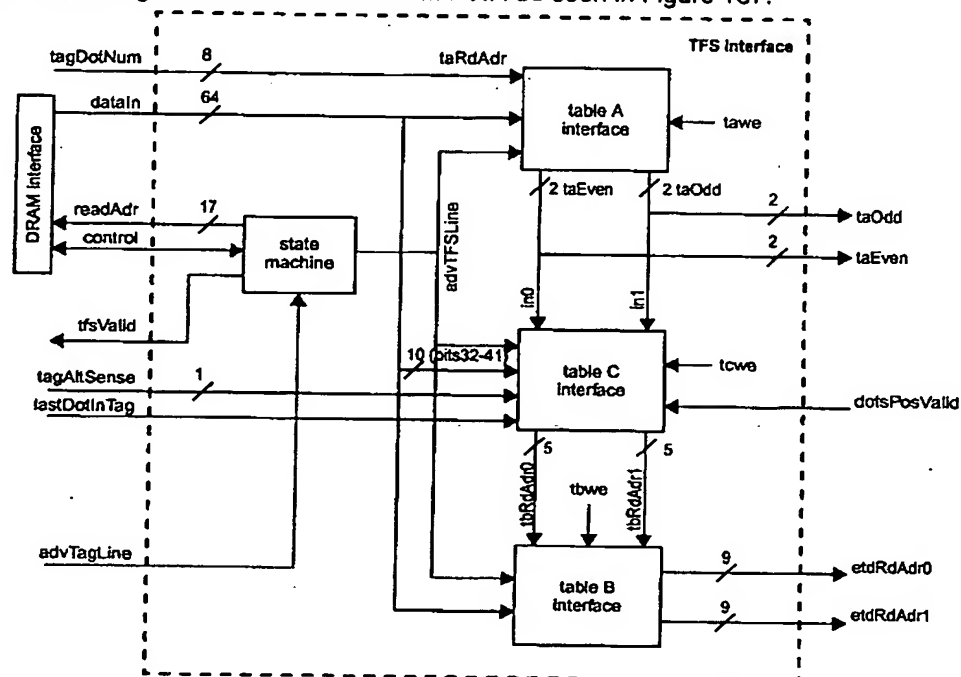 TFS Interface
tagDotNum
8
taRdAdr
dataIn
64
table A
interface
tawe
DRAM Interface
2 taEven
2 taOdd
readAdr
17
2
taOdd
control
state
machine
advTFSLine
2
taEven
in0
in1
tfsValid
10 (bits32-41)
table C
interface
tcwe
tagAltSense
1
dotsPosValid
lastDotInTag
5
5
tbRdAdr0
tbwe
tbRdAdr1
advTagLine
table B
interface
9
etdRdAdr0
9
etdRdAdr1